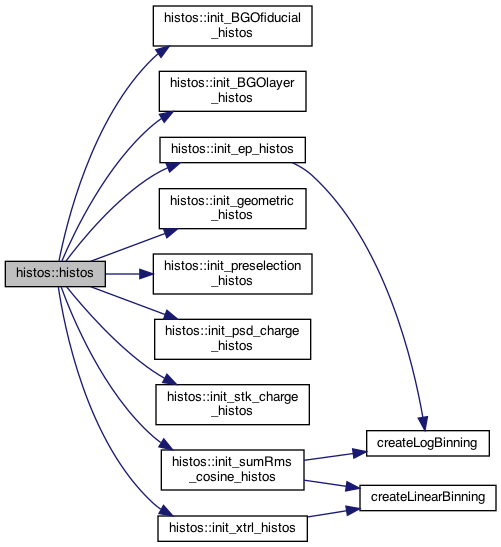 histos::init_BGOfiducial
_histos
histos::init_BGOlayer
_histos
histos::init_ep_histos
histos::init_geometric
_histos
histos::histos
histos::init_preselection
_histos
histos::init_psd_charge
_histos
histos::init_stk_charge
_histos
createLogBinning
histos::init_sumRms
_cosine_histos
createLinearBinning
histos::init_xtrl_histos